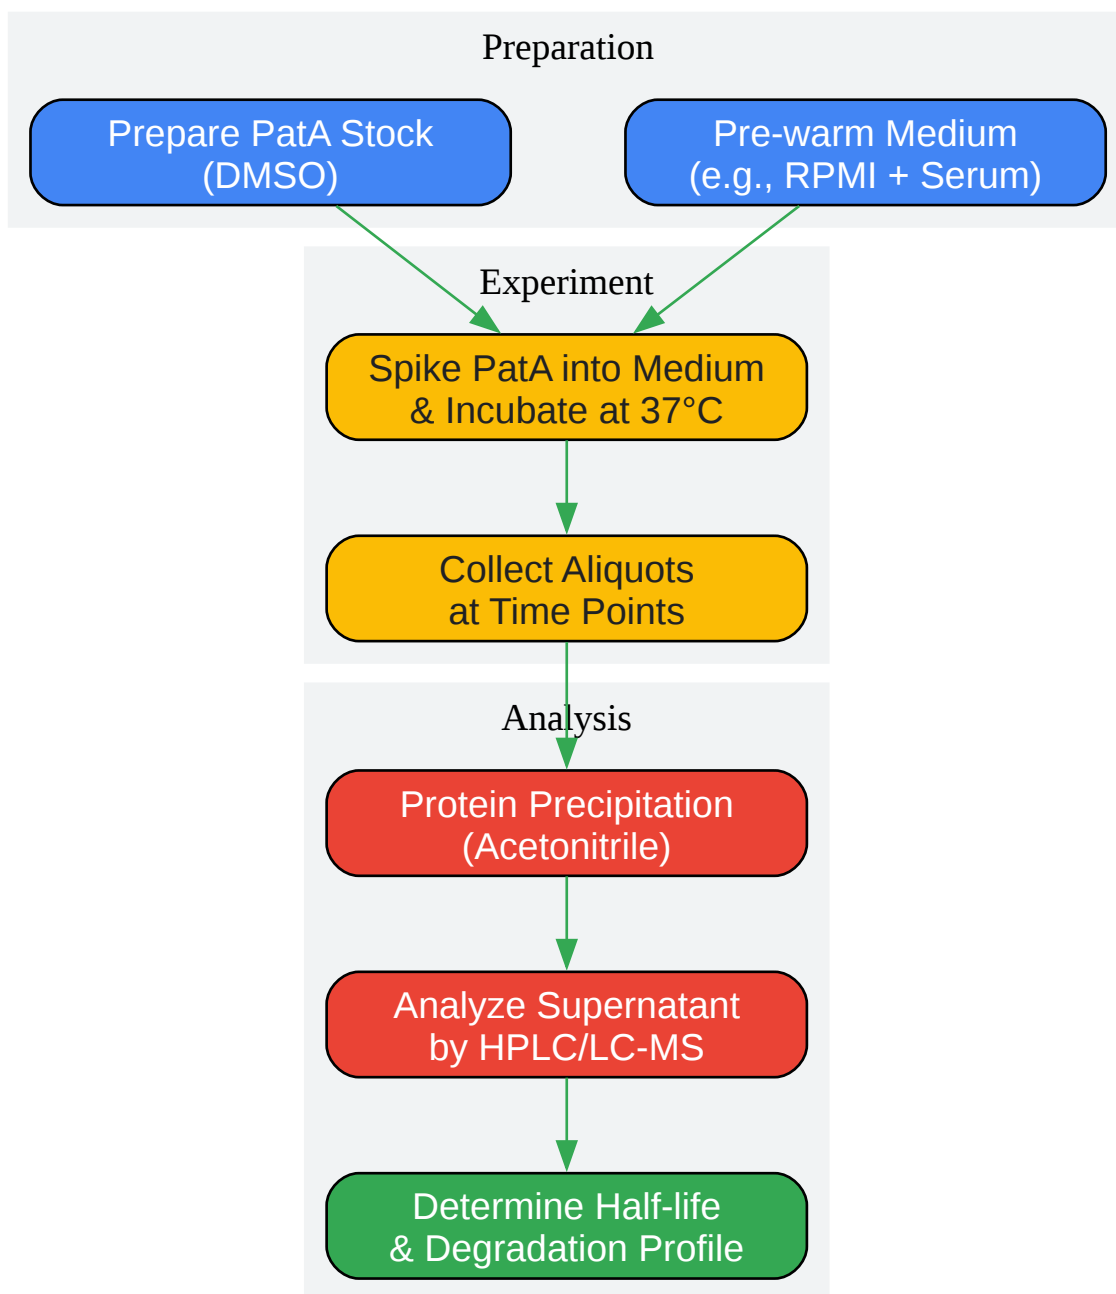 Preparation
Prepare PatA Stock
(DMSO)
Pre-warm Medium
(e.g., RPMI + Serum)
Experiment
Spike PatA into Medium
& Incubate at 37°C
Collect Aliquots
at Time Points
Analysis
Protein Precipitation
(Acetonitrile)
Analyze Supernatant
by HPLC/LC-MS
Determine Half-life
& Degradation Profile